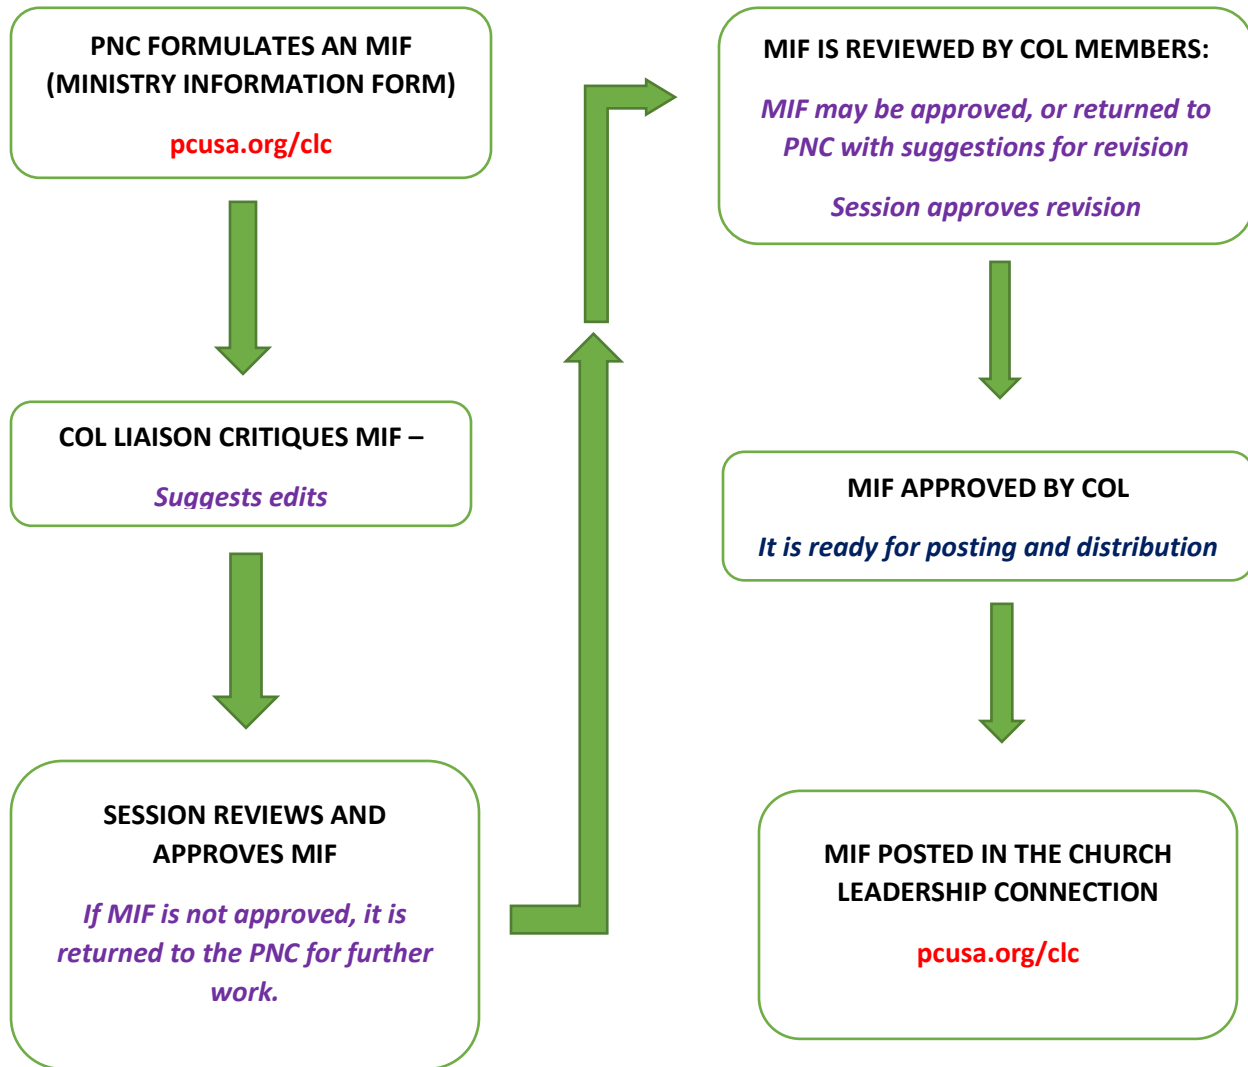 PNC FORMULATES AN MIF
(MINISTRY INFORMATION FORM)
pcusa.org/clc
COL LIAISON CRITIQUES MIF –
Suggests edits
SESSION REVIEWS AND
APPROVES MIF
If MIF is not approved, it is
returned to the PNC for further
work.
MIF IS REVIEWED BY COL MEMBERS:
MIF may be approved, or returned to
PNC with suggestions for revision
Session approves revision
MIF APPROVED BY COL
It is ready for posting and distribution
MIF POSTED IN THE CHURCH
LEADERSHIP CONNECTION
pcusa.org/clc